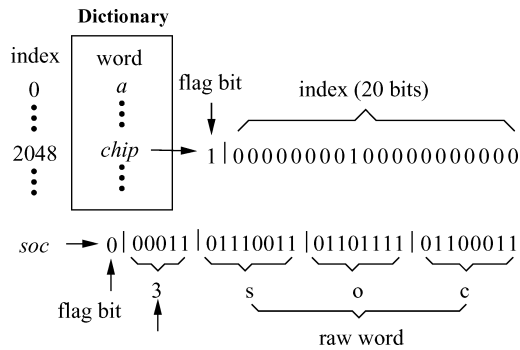 Dictionary
index word
0 a flag bit index (20 bits)
2048 chip 1 | 00000000100000000000
soc 0 | 00011 | 01110011 | 01101111 | 01100011
3 s o c
flag bit
raw word